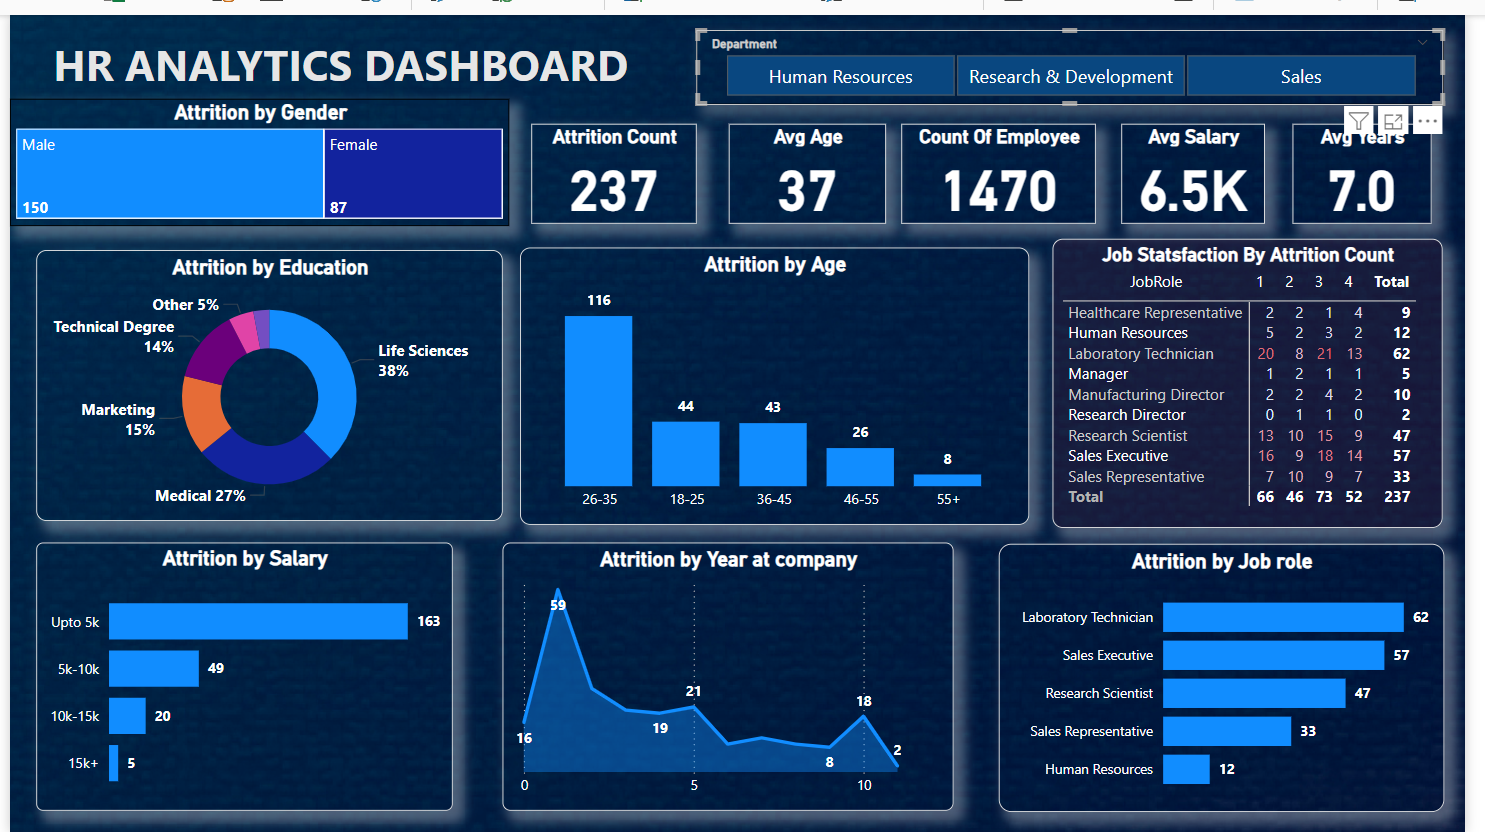 HR ANALYTICS DASHBOARD
Department
Human Resources
Research & Development
Sales
Attrition by Gender
Male
150
Female
87
Attrition Count
237
Avg Age
37
Count Of Employee
1470
Avg Salary
6.5K
Avg Years
7.0
Attrition by Education
Other 5%
Technical Degree
14%
Marketing
15%
Medical 27%
Life Sciences
38%
Attrition by Age
116
44
43
26
8
26-35
18-25
36-45
46-55
55+
Job Statsfaction By Attrition Count
JobRole 1 2 3 4 Total
Healthcare Representative 2 2 1 4 9
Human Resources 5 2 3 2 12
Laboratory Technician 20 8 21 13 62
Manager 1 2 1 1 5
Manufacturing Director 2 2 4 2 10
Research Director 0 1 1 0 2
Research Scientist 13 10 15 9 47
Sales Executive 16 9 18 14 57
Sales Representative 7 10 9 7 33
Total 66 46 73 52 237
Attrition by Salary
Upto 5k 163
5k-10k 49
10k-15k 20
15k+ 5
Attrition by Year at company
59
21
18
16
19
8
2
0
5
10
Attrition by Job role
Laboratory Technician 62
Sales Executive 57
Research Scientist 47
Sales Representative 33
Human Resources 12